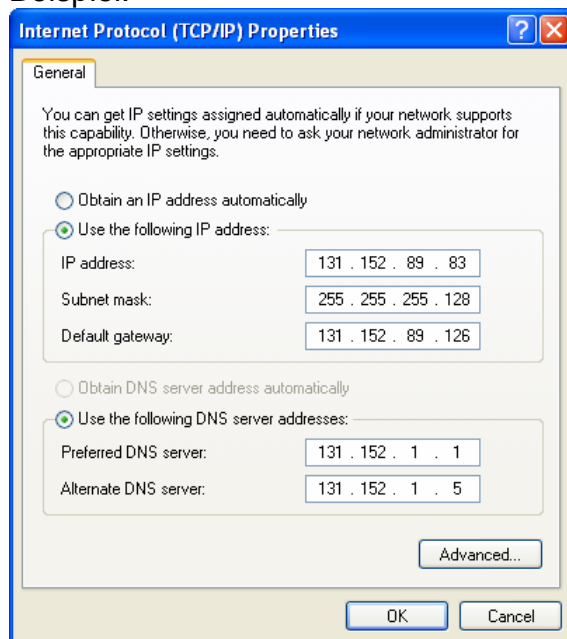 Beispiel:
Internet Protocol (TCP/IP) Properties
General
You can get IP settings assigned automatically if your network supports
this capability. Otherwise, you need to ask your network administrator for
the appropriate IP settings.
Obtain an IP address automatically
Use the following IP address:
IP address: 131 . 152 . 89 . 83
Subnet mask: 255 . 255 . 255 . 128
Default gateway: 131 . 152 . 89 . 126
Obtain DNS server address automatically
Use the following DNS server addresses:
Preferred DNS server: 131 . 152 . 1 . 1
Alternate DNS server: 131 . 152 . 1 . 5
Advanced...
OK Cancel